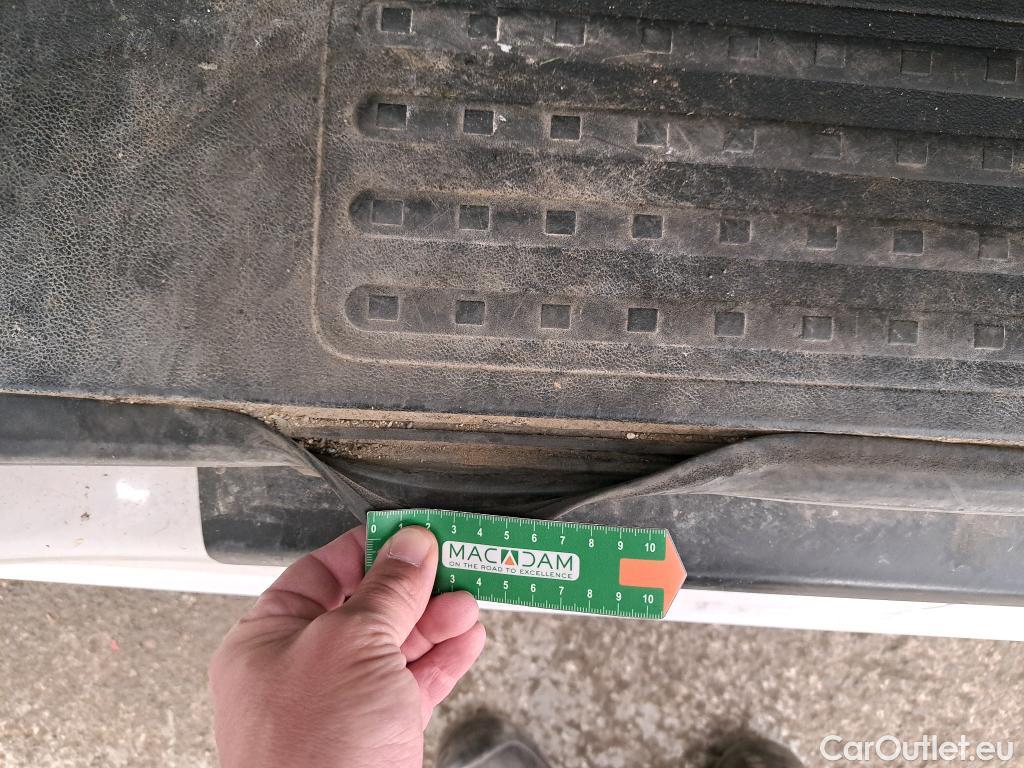 0 1 2 3 4 5 6 7 8 9 10
MACADAM
ON THE ROAD TO EXCELLENCE
3 4 5 6 7 8 9 10
CarOutlet.eu